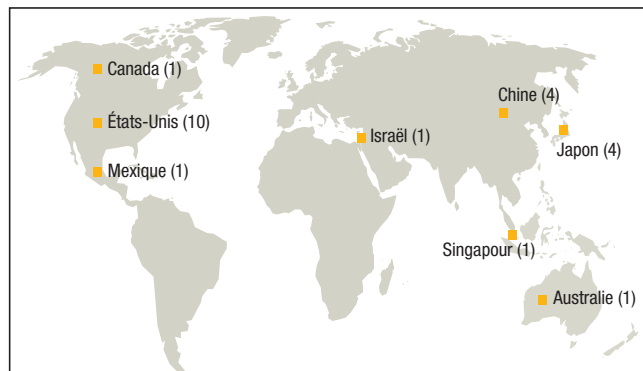 Canada (1)
États-Unis (10)
Mexique (1)
Israël (1)
Chine (4)
Japon (4)
Singapour (1)
Australie (1)